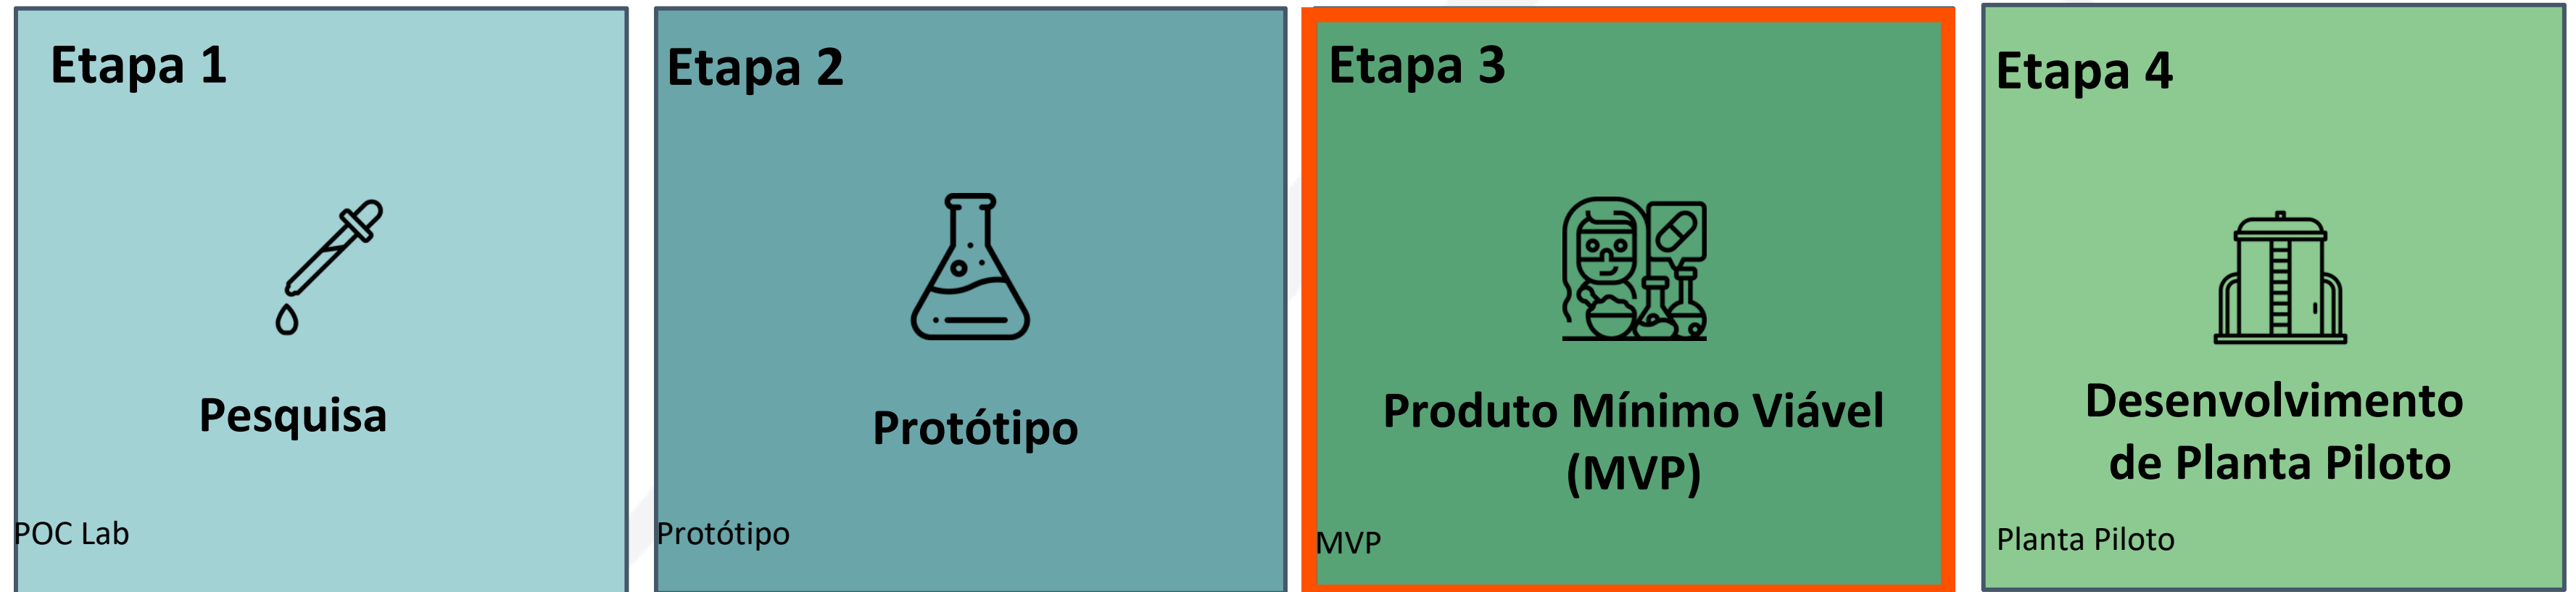 Etapa 1
Pesquisa
POC Lab
Etapa 2
Protótipo
Protótipo
Etapa 3
Produto Mínimo Viável
(MVP)
MVP
Etapa 4
Desenvolvimento
de Planta Piloto
Planta Piloto